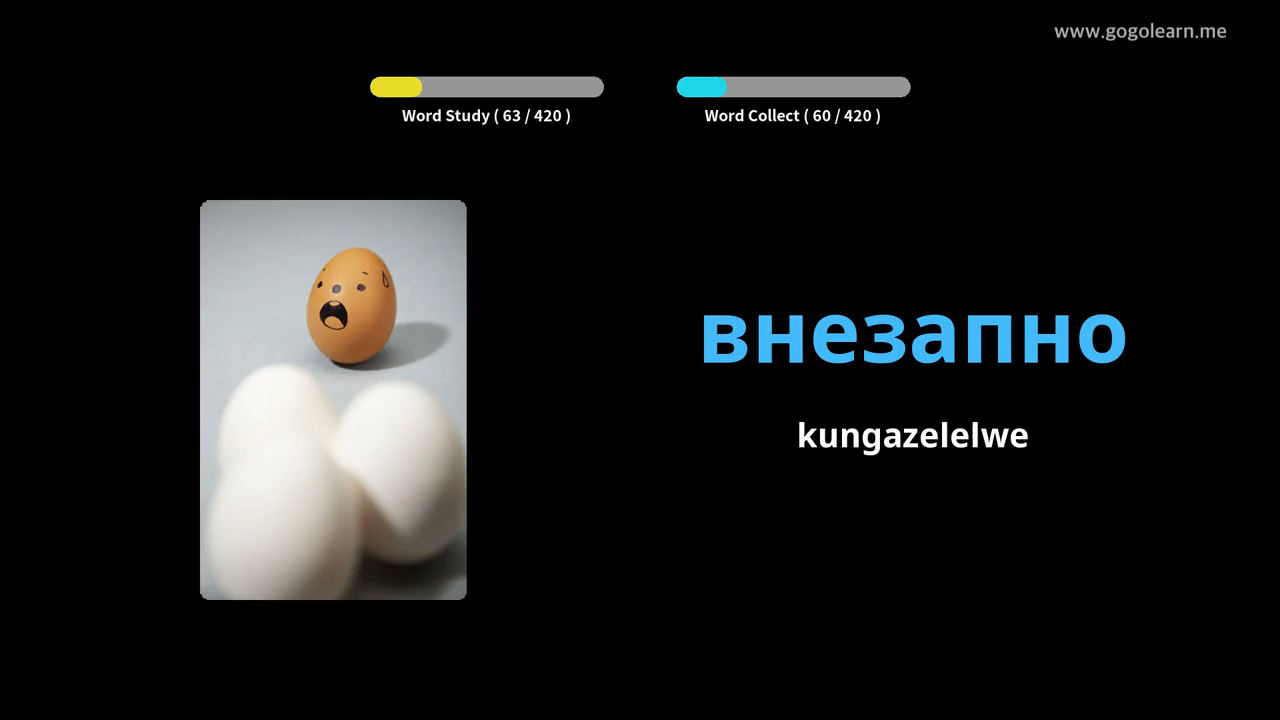 www.gogolearn.me
Word Study ( 63 / 420 )
Word Collect ( 60 / 420 )
внезапно
kungazelelwe